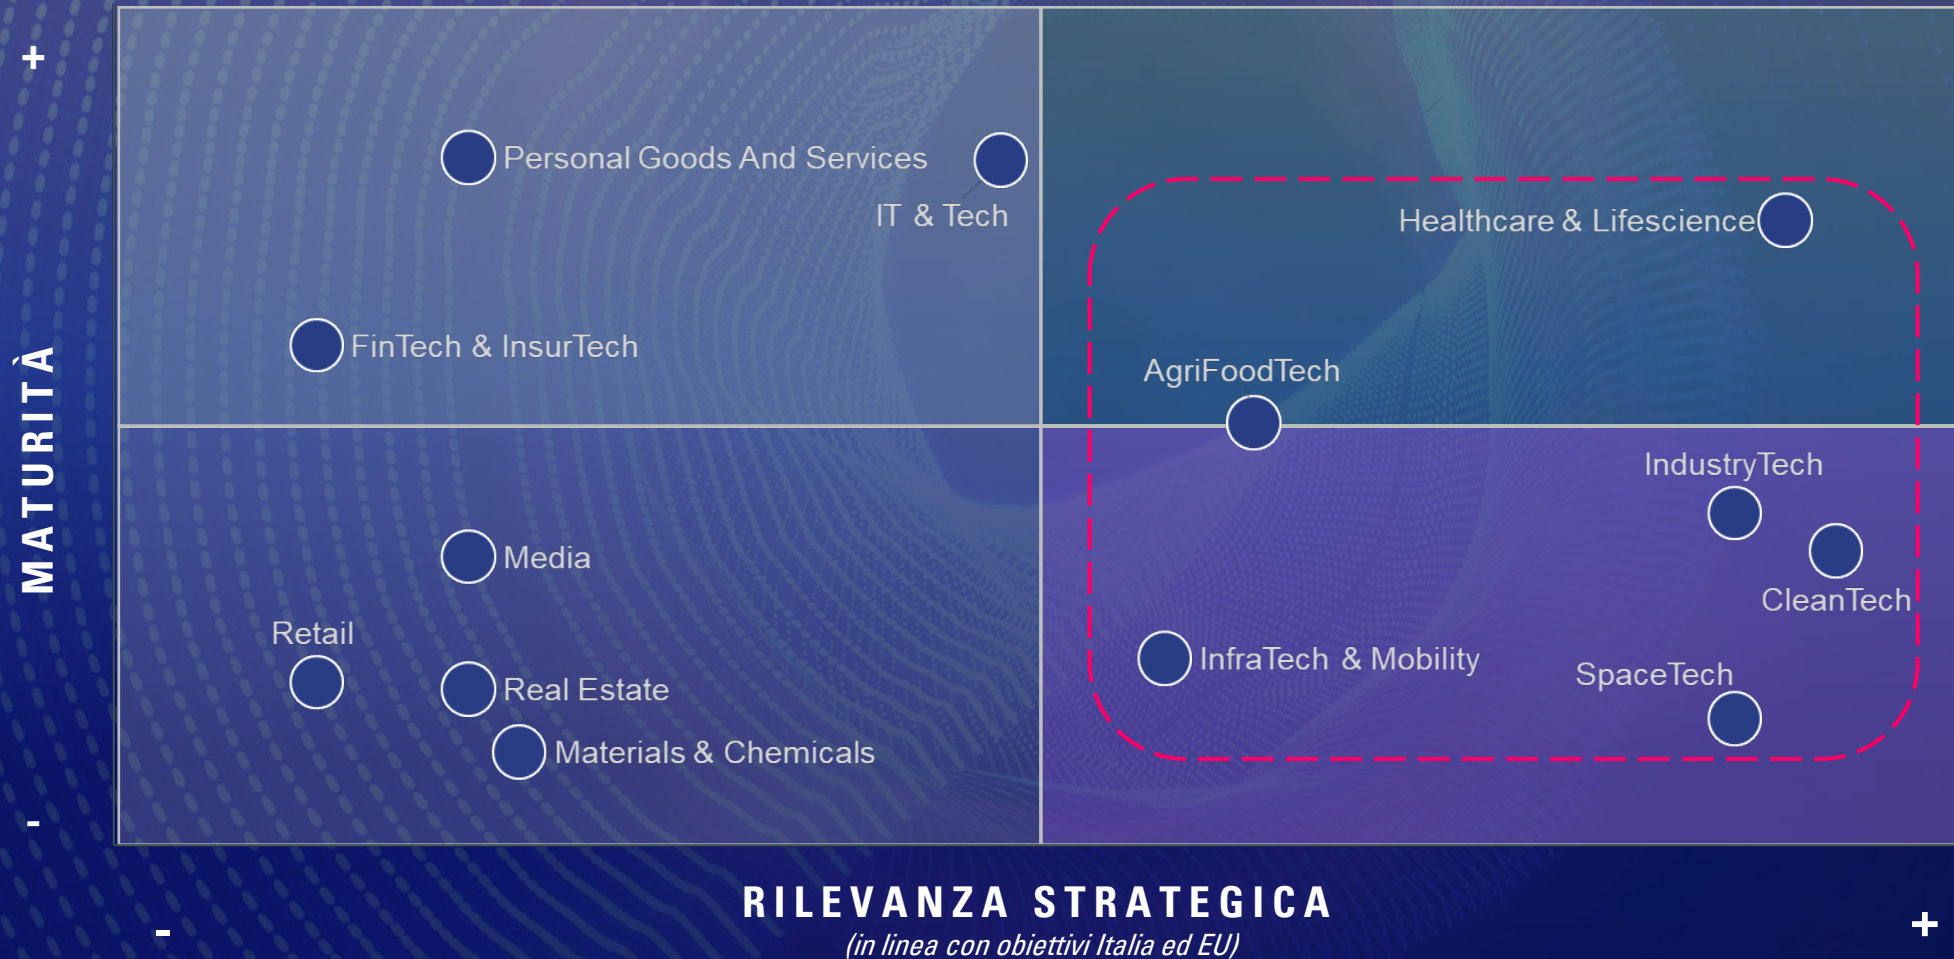 +
Personal Goods And Services
IT & Tech
Healthcare & Lifescience
FinTech & InsurTech
AgriFoodTech
MATURITÀ
IndustryTech
Media
CleanTech
Retail
InfraTech & Mobility
SpaceTech
Real Estate
Materials & Chemicals
-
RILEVANZA STRATEGICA
- +
(in linea con obiettivi Italia ed EU)